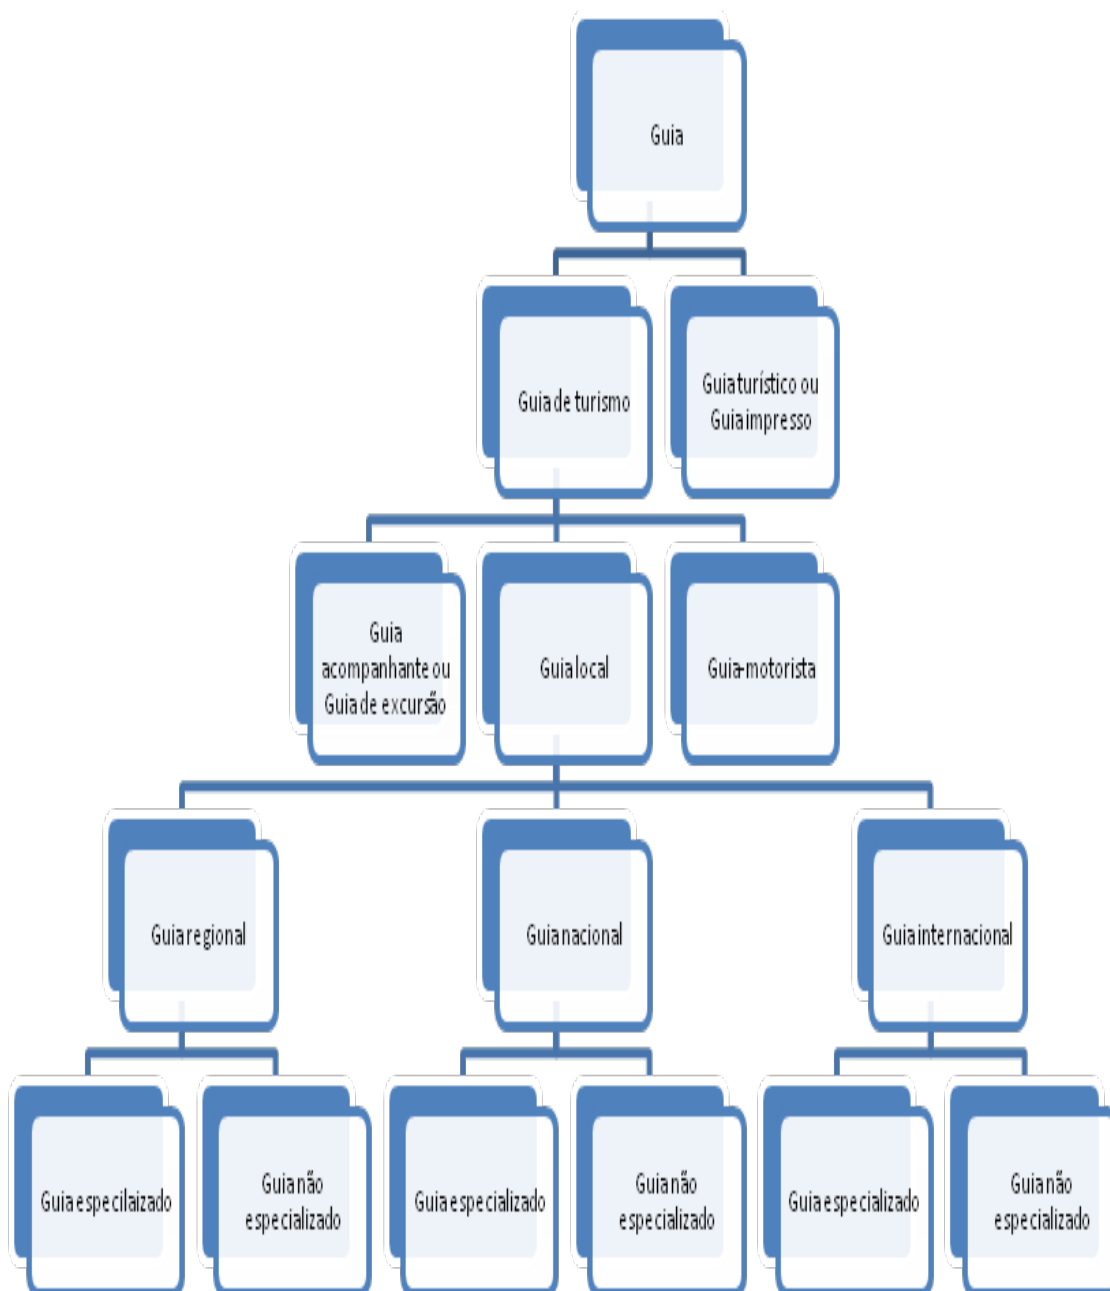 Guia
Guia de turismo
Guia turístico ou
Guia impresso
Guia
acompanhante ou
Guia de excursão
Guia local
Guia-motorista
Guia regional
Guia nacional
Guia internacional
Guia especilaizado
Guia não
especializado
Guia especializado
Guia não
especializado
Guia especializado
Guia não
especializado